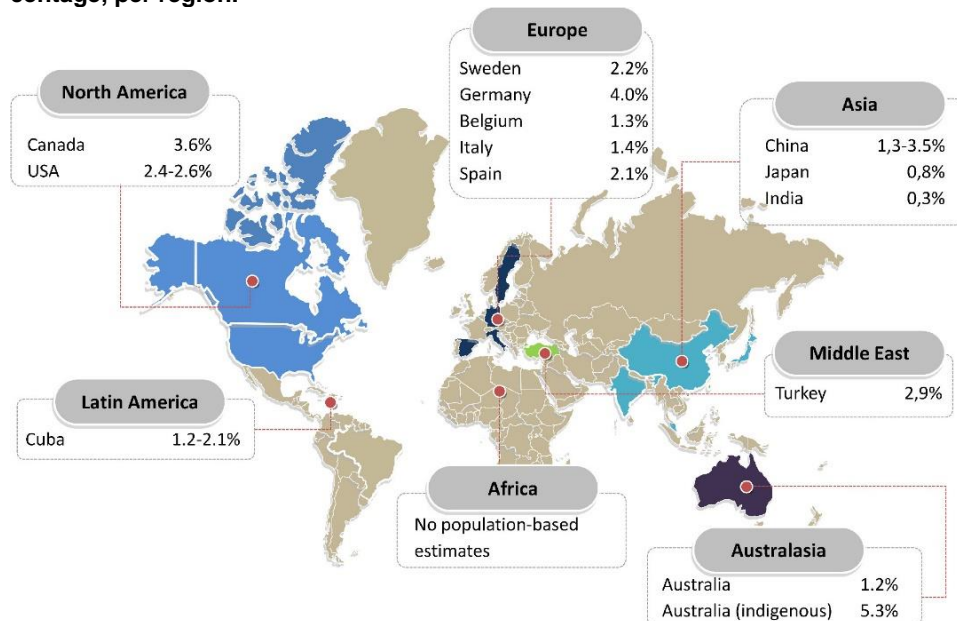 centage, per region.
Europe
Sweden 2.2%
Germany 4.0%
Belgium 1.3%
Italy 1.4%
Spain 2.1%
North America
Canada 3.6%
USA 2.4-2.6%
Asia
China 1,3-3.5%
Japan 0,8%
India 0,3%
Middle East
Turkey 2,9%
Latin America
Cuba 1.2-2.1%
Africa
No population-based
estimates
Australasia
Australia 1.2%
Australia (indigenous) 5.3%